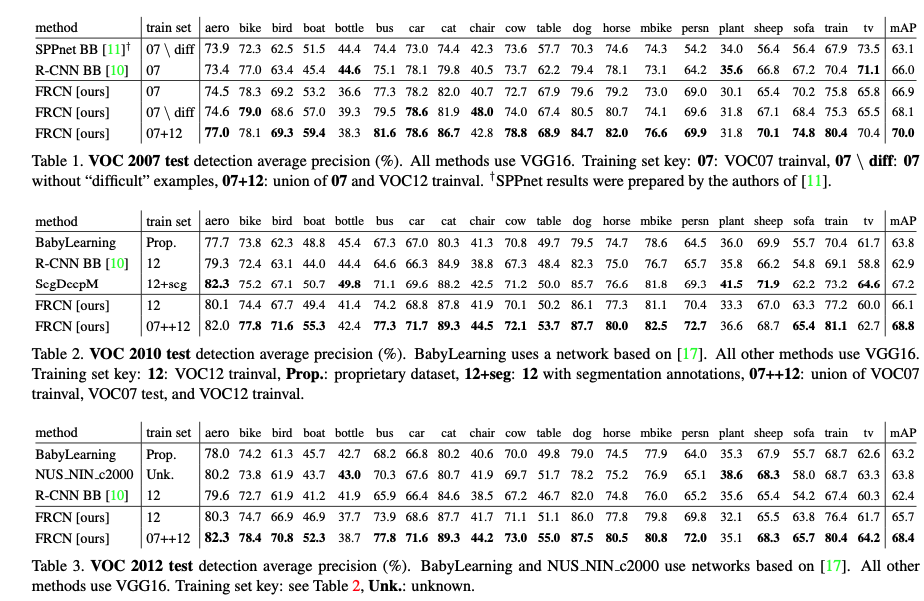 method train set aero bike bird boat bottle bus car cat chair cow table dog horse mbike persn plant sheep sofa train tv mAP
SPPnet BB [11]† 07 \ diff 73.9 72.3 62.5 51.5 44.4 74.4 73.0 74.4 42.3 73.6 57.7 70.3 74.6 74.3 54.2 34.0 56.4 56.4 67.9 73.5 63.1
R-CNN BB [10] 07 73.4 77.0 63.4 45.4 44.6 75.1 78.1 79.8 40.5 73.7 62.2 79.4 78.1 73.1 64.2 35.6 66.8 67.2 70.4 71.1 66.0
FRCN [ours] 07 74.5 78.3 69.2 53.2 36.6 77.3 78.2 82.0 40.7 72.7 67.9 79.6 79.2 73.0 69.0 30.1 65.4 70.2 75.8 65.8 66.9
FRCN [ours] 07 \ diff 74.6 79.0 68.6 57.0 39.3 79.5 78.6 81.9 48.0 74.0 67.4 80.5 80.7 74.1 69.6 31.8 67.1 68.4 75.3 65.5 68.1
FRCN [ours] 07+12 77.0 78.1 69.3 59.4 38.3 81.6 78.6 86.7 42.8 78.8 68.9 84.7 82.0 76.6 69.9 31.8 70.1 74.8 80.4 70.4 70.0
Table 1. VOC 2007 test detection average precision (%). All methods use VGG16. Training set key: 07: VOC07 trainval, 07 \ diff: 07
without “difficult” examples, 07+12: union of 07 and VOC12 trainval. †SPPnet results were prepared by the authors of [11].
method train set aero bike bird boat bottle bus car cat chair cow table dog horse mbike persn plant sheep sofa train tv mAP
BabyLearning Prop. 77.7 73.8 62.3 48.8 45.4 67.3 67.0 80.3 41.3 70.8 49.7 79.5 74.7 78.6 64.5 36.0 69.9 55.7 70.4 61.7 63.8
R-CNN BB [10] 12 79.3 72.4 63.1 44.0 44.4 64.6 66.3 84.9 38.8 67.3 48.4 82.3 75.0 76.7 65.7 35.8 66.2 54.8 69.1 58.8 62.9
SegDeepM 12+seg 82.3 75.2 67.1 50.7 49.8 71.1 69.6 88.2 42.5 71.2 50.0 85.7 76.6 81.8 69.3 41.5 71.9 62.2 73.2 64.6 67.2
FRCN [ours] 12 80.1 74.4 67.7 49.4 41.4 74.2 68.8 87.8 41.9 70.1 50.2 86.1 77.3 81.1 70.4 33.3 67.0 63.3 77.2 60.0 66.1
FRCN [ours] 07++12 82.0 77.8 71.6 55.3 42.4 77.3 71.7 89.3 44.5 72.1 53.7 87.7 80.0 82.5 72.7 36.6 68.7 65.4 81.1 62.7 68.8
Table 2. VOC 2010 test detection average precision (%). BabyLearning uses a network based on [17]. All other methods use VGG16.
Training set key: 12: VOC12 trainval, Prop.: proprietary dataset, 12+seg: 12 with segmentation annotations, 07++12: union of VOC07
trainval, VOC07 test, and VOC12 trainval.
method train set aero bike bird boat bottle bus car cat chair cow table dog horse mbike persn plant sheep sofa train tv mAP
BabyLearning Prop. 78.0 74.2 61.3 45.7 42.7 68.2 66.8 80.2 40.6 70.0 49.8 79.0 74.5 77.9 64.0 35.3 67.9 55.7 68.7 62.6 63.2
NUS_NIN_c2000 Unk. 80.2 73.8 61.9 43.7 43.0 70.3 67.6 80.7 41.9 69.7 51.7 78.2 75.2 76.9 65.1 38.6 68.3 58.0 68.7 63.3 63.8
R-CNN BB [10] 12 79.6 72.7 61.9 41.2 41.9 65.9 66.4 84.6 38.5 67.2 46.7 82.0 74.8 76.0 65.2 35.6 65.4 54.2 67.4 60.3 62.4
FRCN [ours] 12 80.3 74.7 66.9 46.9 37.7 73.9 68.6 87.7 41.7 71.1 51.1 86.0 77.8 79.8 69.8 32.1 65.5 63.8 76.4 61.7 65.7
FRCN [ours] 07++12 82.3 78.4 70.8 52.3 38.7 77.8 71.6 89.3 44.2 73.0 55.0 87.5 80.5 80.8 72.0 35.1 68.3 65.7 80.4 64.2 68.4
Table 3. VOC 2012 test detection average precision (%). BabyLearning and NUS_NIN_c2000 use networks based on [17]. All other
methods use VGG16. Training set key: see Table 2, Unk.: unknown.